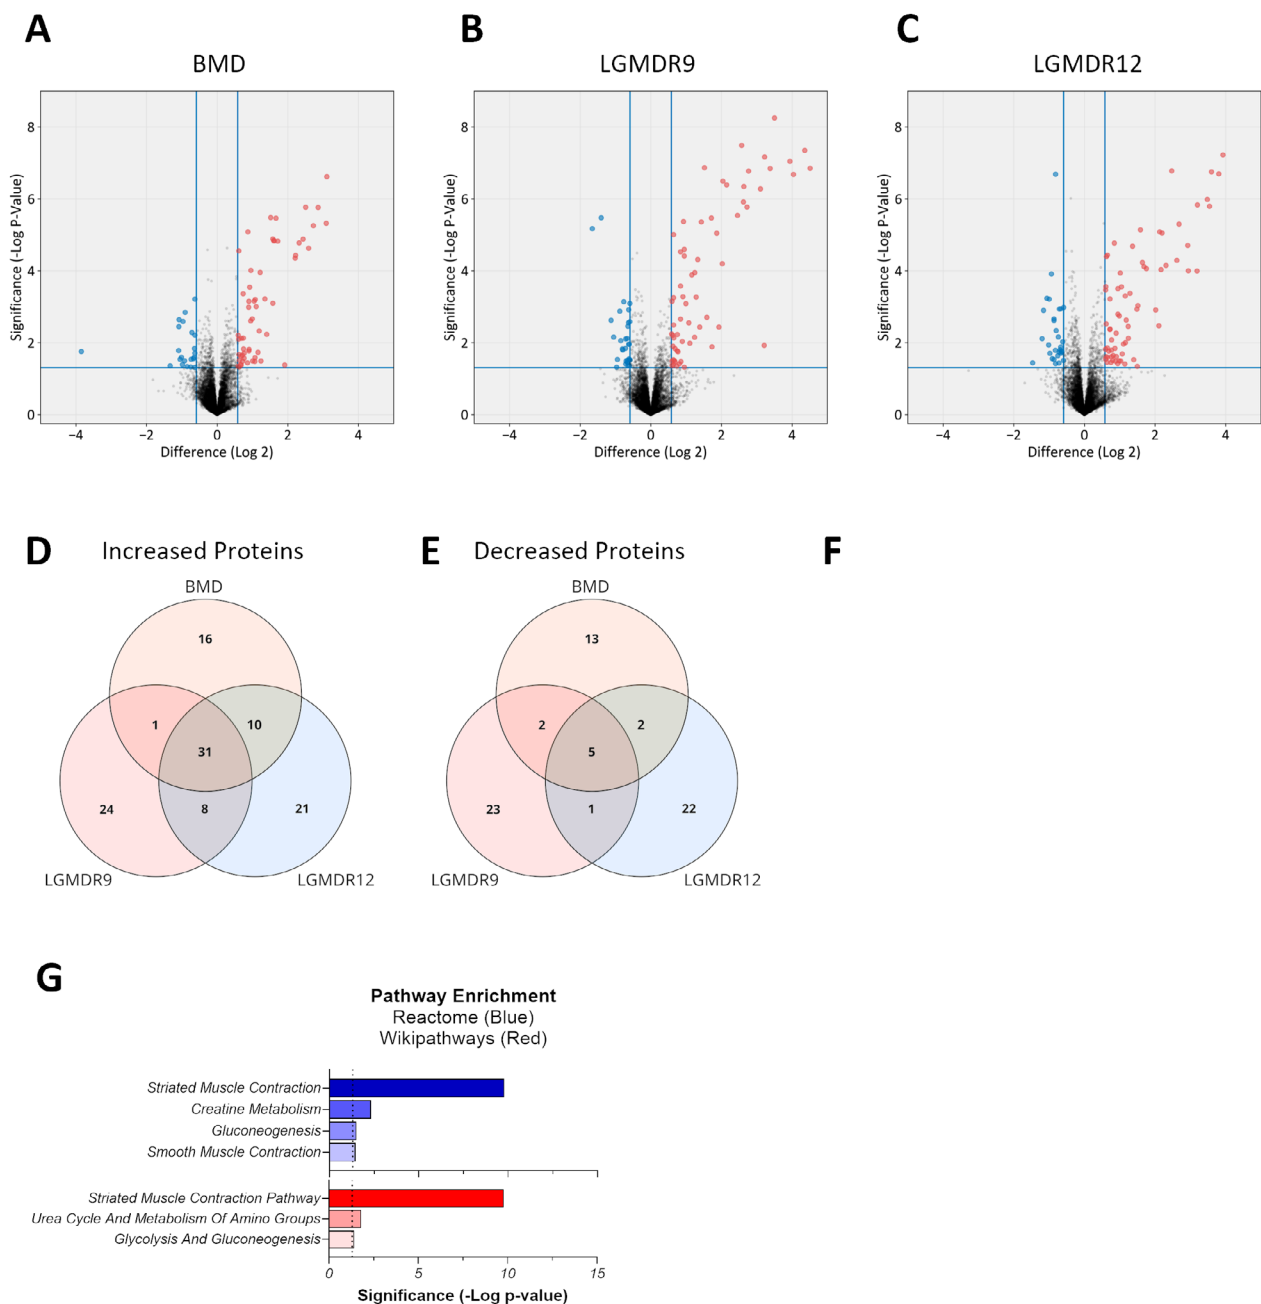 A
B
C
BMD
LGMDR9
LGMDR12
Significance (-Log P-Value)
8
6
4
2
0
−4
−2
0
2
4
Difference (Log 2)
Significance (-Log P-Value)
8
6
4
2
0
−4
−2
0
2
4
Difference (Log 2)
Significance (-Log P-Value)
8
6
4
2
0
−4
−2
0
2
4
Difference (Log 2)
D
Increased Proteins
BMD
16
1
10
31
24
8
21
LGMDR9
LGMDR12
E
Decreased Proteins
BMD
13
2
2
5
23
1
22
LGMDR9
LGMDR12
F
G
Pathway Enrichment
Reactome (Blue)
Wikipathways (Red)
Striated Muscle Contraction
Creatine Metabolism
Gluconeogenesis
Smooth Muscle Contraction
Striated Muscle Contraction Pathway
Urea Cycle And Metabolism Of Amino Groups
Glycolysis And Gluconeogenesis
0
5
10
15
Significance (-Log p-value)